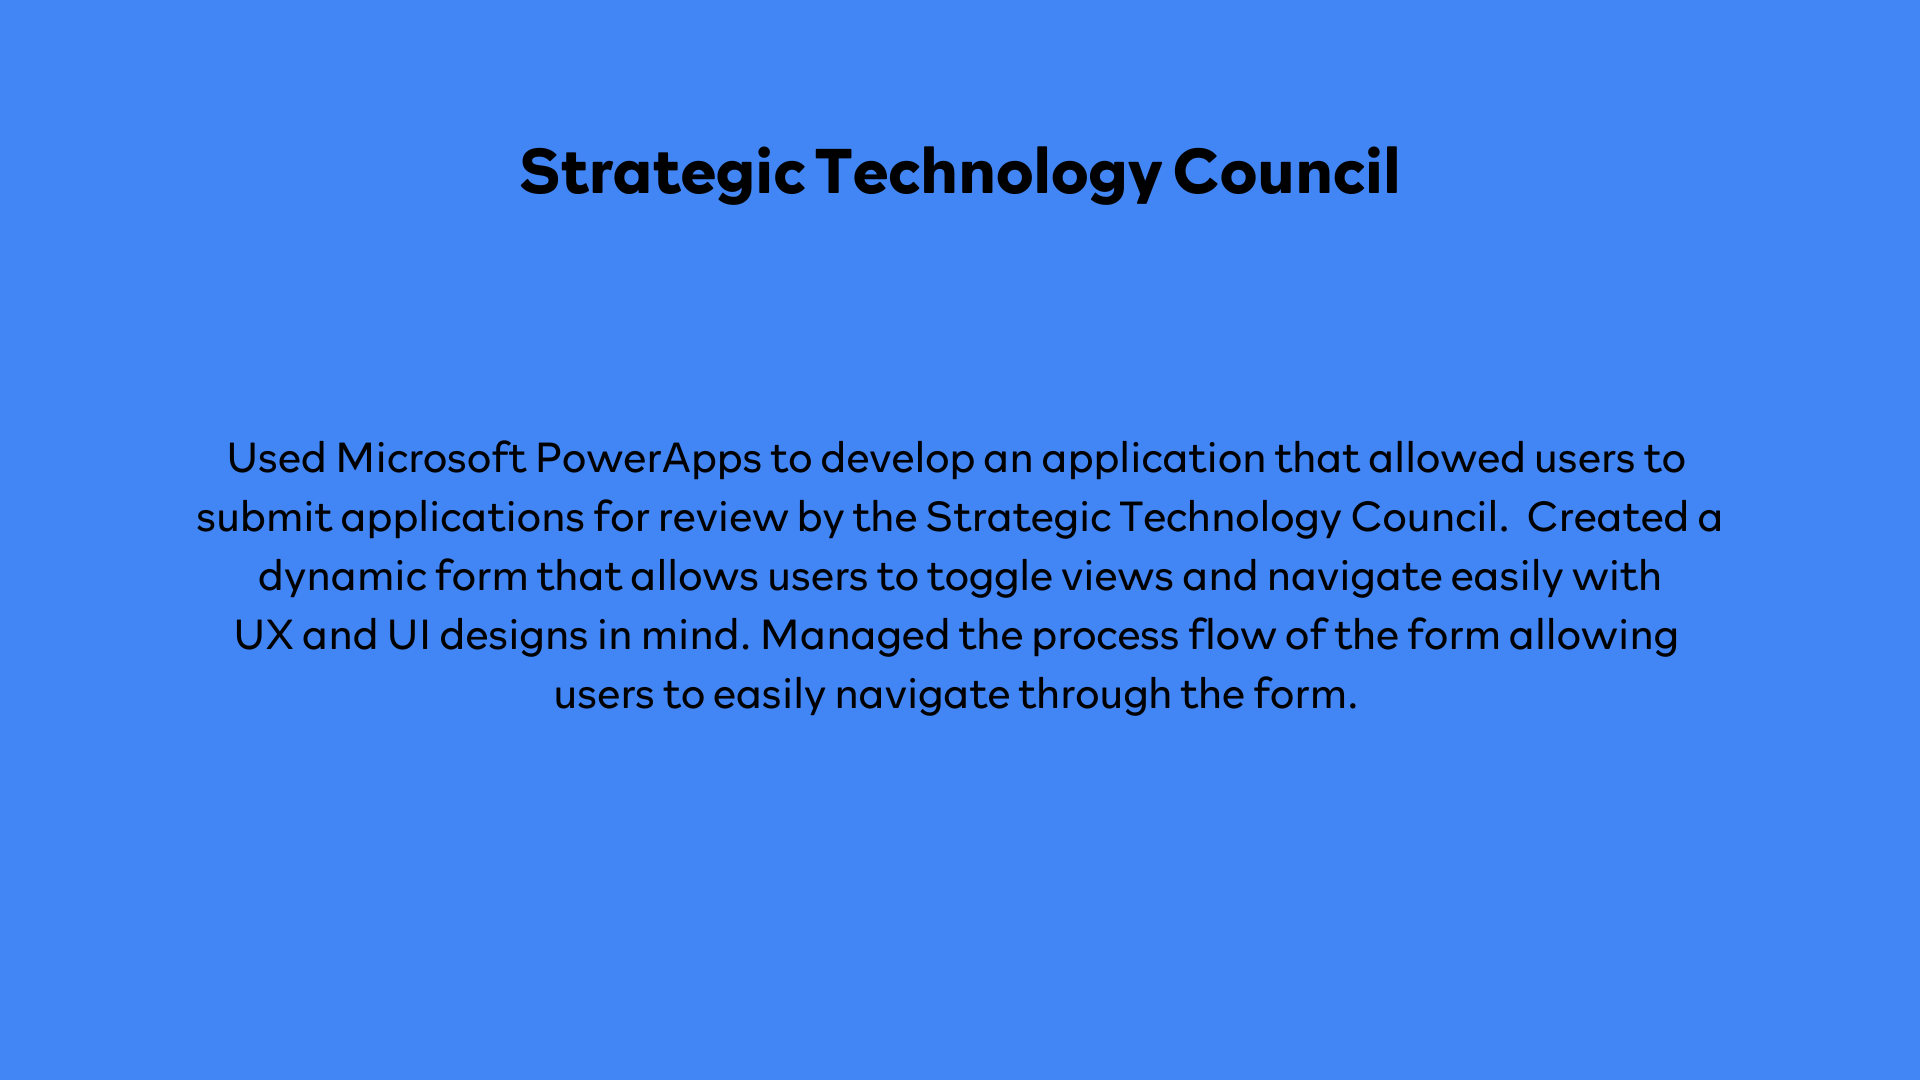 Strategic Technology Council
Used Microsoft PowerApps to develop an application that allowed users to
submit applications for review by the Strategic Technology Council.  Created a
dynamic form that allows users to toggle views and navigate easily with
UX and UI designs in mind. Managed the process flow of the form allowing
users to easily navigate through the form.